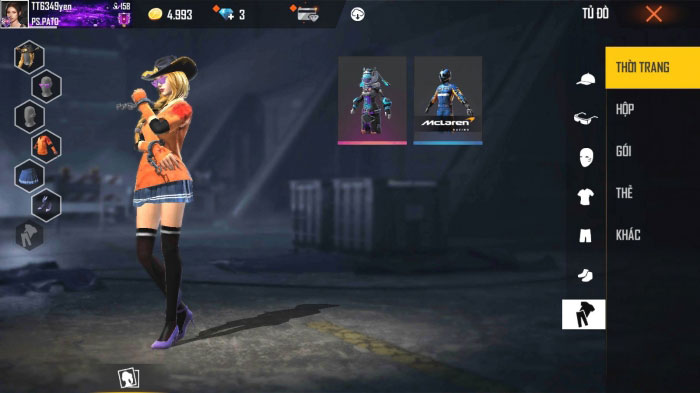 TT6349yen
158
PS.PATO
4.993
3
TỦ ĐỒ
THỜI TRANG
HỘP
GÓI
THẺ
KHÁC
McLaren
RACING